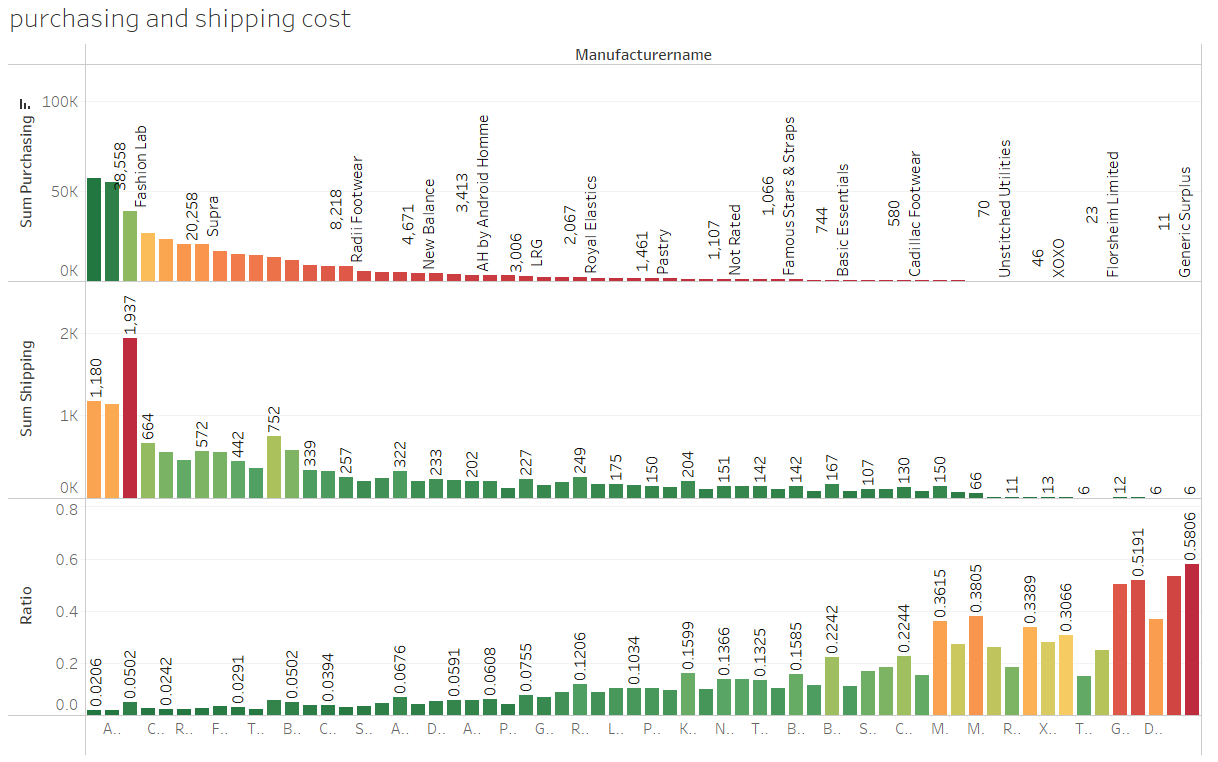 purchasing and shipping cost
Manufacturername
Sum Purchasing
100K
50K
0K
38,558
Fashion Lab
20,258
Supra
8,218
Radii Footwear
4,671
New Balance
3,413
AH by Android Homme
3,006
LRG
2,067
Royal Elastics
1,461
Pastry
1,107
Not Rated
1,066
Famous Stars & Straps
744
Basic Essentials
580
Cadillac Footwear
70
Unstitched Utilities
46
XOXO
23
Florsheim Limited
11
Generic Surplus
Sum Shipping
2K
1K
0K
1,180
1,937
664
572
442
752
339
257
322
233
202
227
249
175
150
204
151
142
142
167
107
130
150
66
11
13
6
12
6
6
Ratio
0.8
0.6
0.4
0.2
0.0
0.0206
0.0502
0.0242
0.0291
0.0502
0.0394
0.0676
0.0591
0.0608
0.0755
0.1206
0.1034
0.1599
0.1366
0.1325
0.1585
0.2242
0.2244
0.3615
0.3805
0.3389
0.3066
0.5191
0.5806
A.. C.. R.. F.. T.. B.. C.. S.. A.. D.. A.. P.. G.. R.. L.. P.. K.. N.. T.. B.. B.. S.. C.. M. M. R.. X.. T.. G.. D..